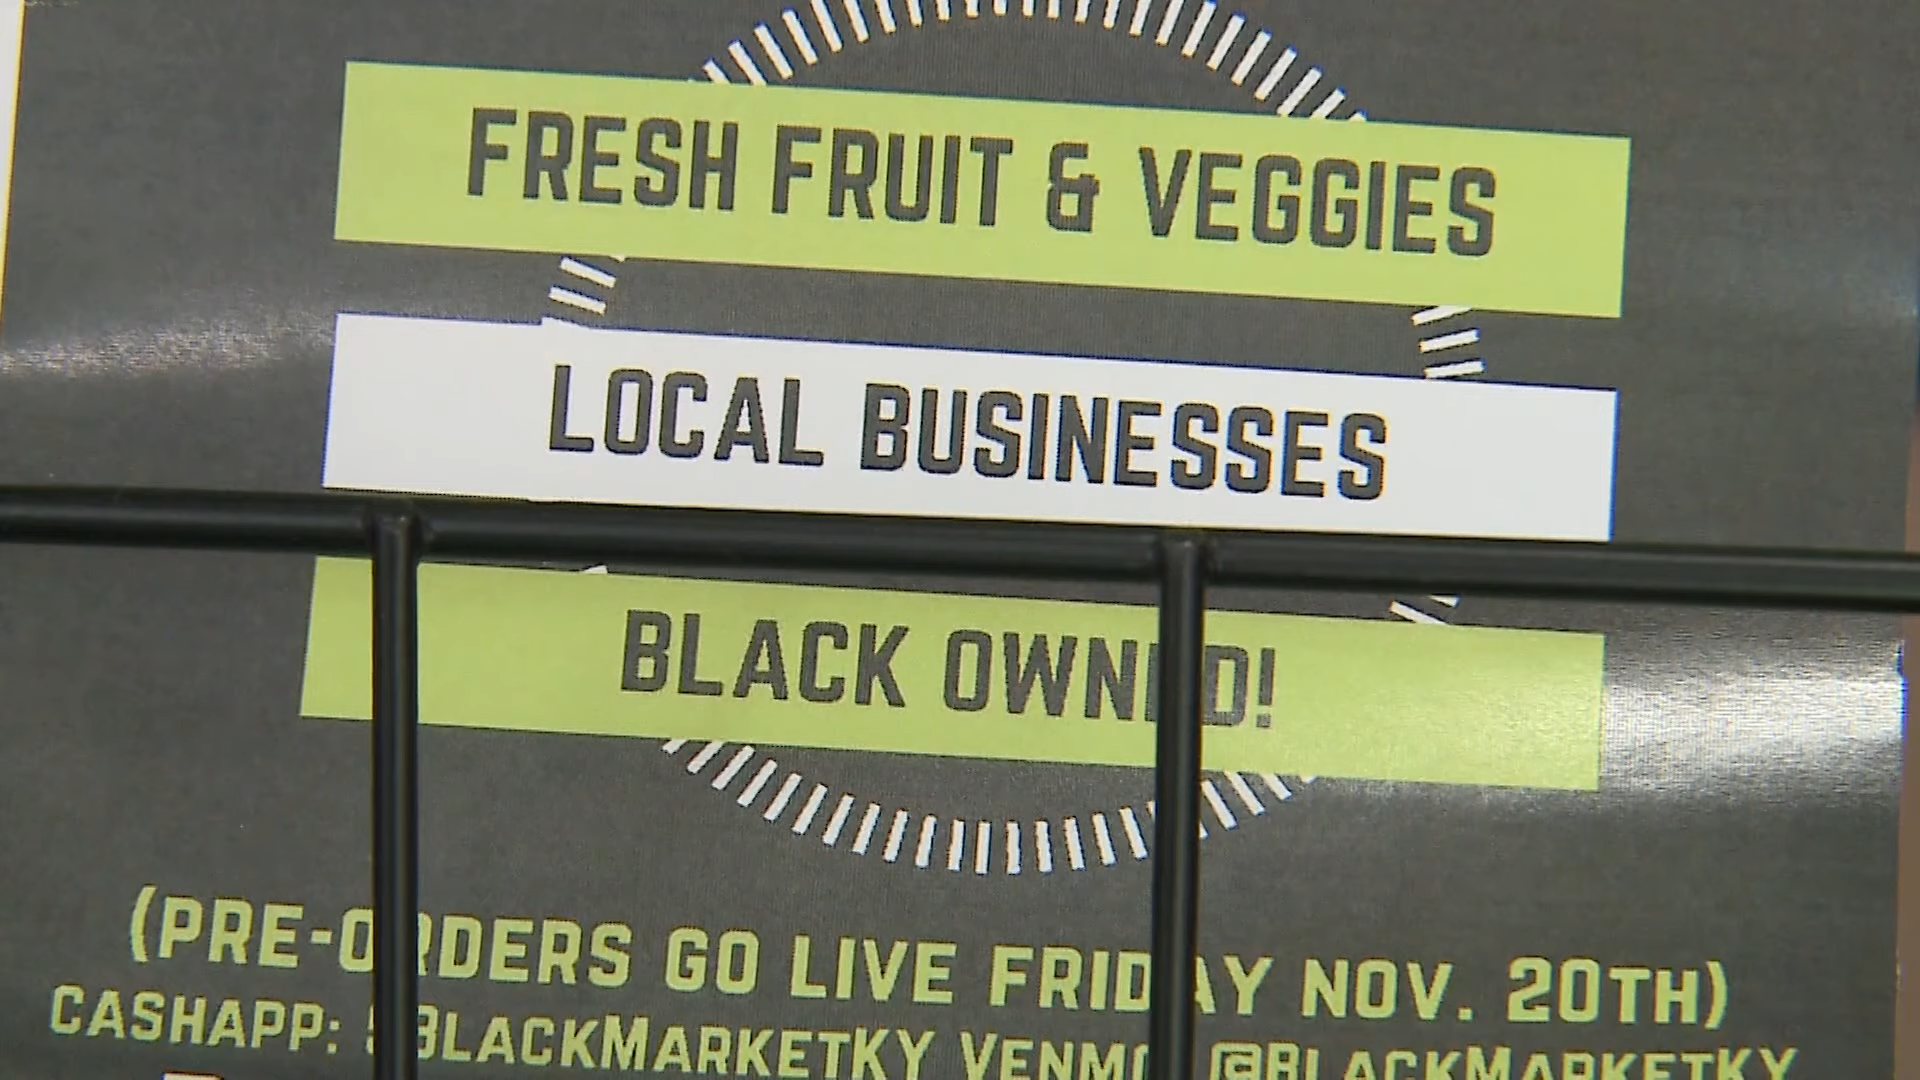 FRESH FRUIT & VEGGIES
LOCAL BUSINESSES
BLACK OWNED!
(PRE-ORDERS GO LIVE FRIDAY NOV. 20TH)
CASHAPP: $BLACKMARKETKY VENMO @BLACKMARKETKY